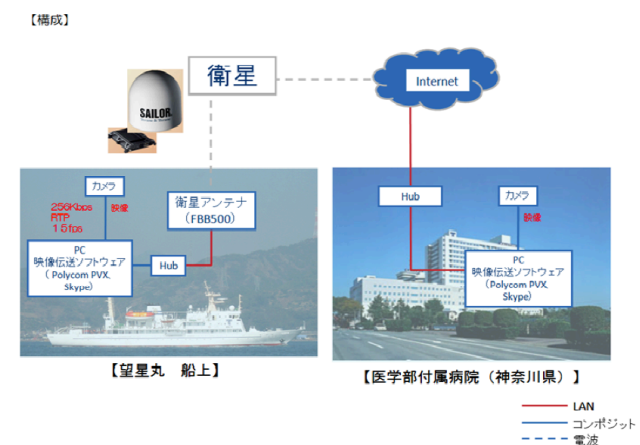 【構成】
衛星
Internet
SAILOR
カメラ
256Kbps
RTP
15fps
映像
衛星アンテナ
(FBB500)
PC
映像伝送ソフトウェア
( Polycom PVX,
Skype)
Hub
Hub
カメラ
映像
PC
映像伝送ソフトウェア
(Polycom PVX,
Skype)
【望星丸　船上】
【医学部付属病院（神奈川県）】
LAN
コンポジット
電波